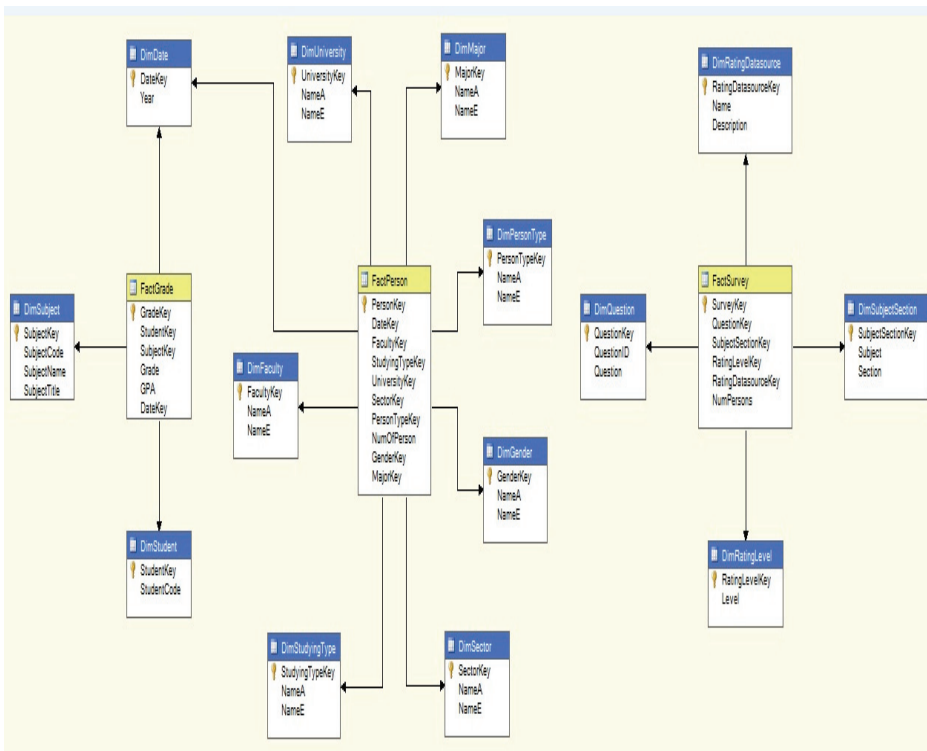 DimDate
DateKey
Year
DimUniversity
UniversityKey
NameA
NameE
DimMajor
MajorKey
NameA
NameE
DimRatingDatasource
RatingDatasourceKey
Name
Description
DimPersonType
PersonTypeKey
NameA
NameE
DimSubject
SubjectKey
SubjectCode
SubjectName
SubjectTitle
FactGrade
GradeKey
StudentKey
SubjectKey
Grade
GPA
DateKey
DimFaculty
FacultyKey
NameA
NameE
FactPerson
PersonKey
DateKey
FacultyKey
StudyingTypeKey
UniversityKey
SectorKey
PersonTypeKey
NumOfPerson
GenderKey
MajorKey
DimQuestion
QuestionKey
QuestionID
Question
FactSurvey
SurveyKey
QuestionKey
SubjectSectionKey
RatingLevelKey
RatingDatasourceKey
NumPersons
DimSubjectSection
SubjectSectionKey
Subject
Section
DimGender
GenderKey
NameA
NameE
DimStudent
StudentKey
StudentCode
DimRatingLevel
RatingLevelKey
Level
DimStudyingType
StudyingTypeKey
NameA
NameE
DimSector
SectorKey
NameA
NameE